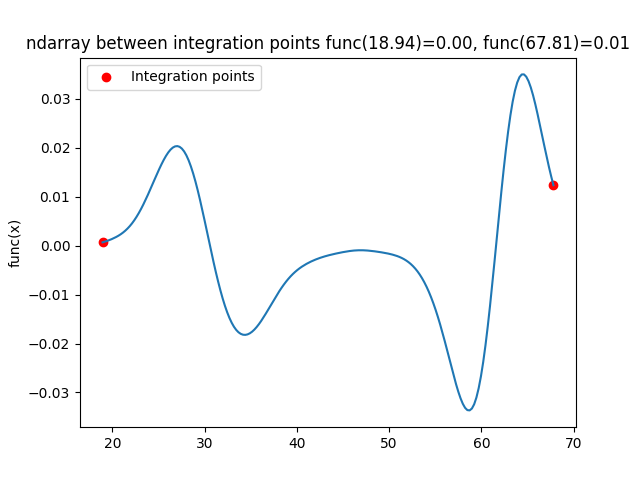 ndarray between integration points func(18.94)=0.00, func(67.81)=0.01
Integration points
0.03
0.02
0.01
0.00
−0.01
−0.02
−0.03
func(x)
20 30 40 50 60 70